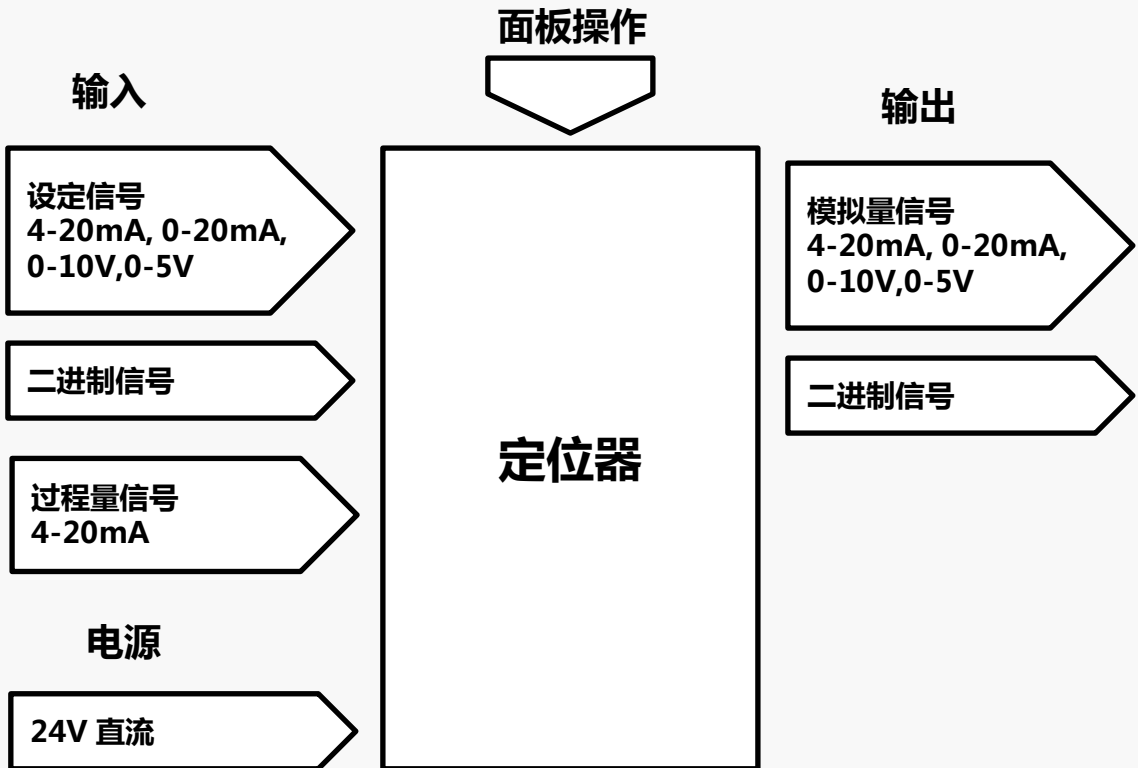 面板操作
输入
输出
设定信号
4-20mA, 0-20mA,
0-10V,0-5V
模拟量信号
4-20mA, 0-20mA,
0-10V,0-5V
二进制信号
二进制信号
定位器
过程量信号
4-20mA
电源
24V 直流